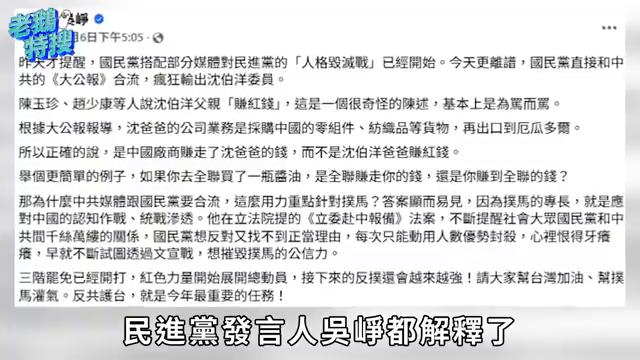 老鵝
特搜
崢
月6日下午5:05
昨天才提醒，國民黨搭配部分媒體對民進黨的「人格毀滅戰」已經開始。今天更離譜，國民黨直接和中
共的《大公報》合流，瘋狂輸出沈伯洋委員。
陳玉珍、趙少康等人說沈伯洋父親「賺紅錢」，這是一個很奇怪的陳述，基本上是為罵而罵。
根據大公報報導，沈爸爸的公司業務是採購中國的零組件、紡織品等貨物，再出口到厄瓜多爾。
所以正確的說，是中國廠商賺走了沈爸爸的錢，而不是沈伯洋爸爸賺紅錢。
舉個更簡單的例子，如果你去全聯買了一瓶醬油，是全聯賺走你的錢，還是你賺到全聯的錢？
那為什麼中共媒體跟國民黨要合流，這麼用力重點針對撲馬？答案顯而易見，因為撲馬的專長，就是應
對中國的認知作戰、統戰滲透。他在立法院提的《立委赴中報備》法案，不斷提醒社會大眾國民黨和中
共間千絲萬縷的關係，國民黨想反對又找不到正當理由，每次只能動用人數優勢封殺，心裡恨得牙癢
癢，早就不斷試圖透過文宣戰，想摧毀撲馬的公信力。
三階罷免已經開打，紅色力量開始展開總動員，接下來的反撲還會越來越強！請大家幫台灣加油、幫撲
馬灌氣。反共護台，就是今年最重要的任務！
民進黨發言人吳崢都解釋了